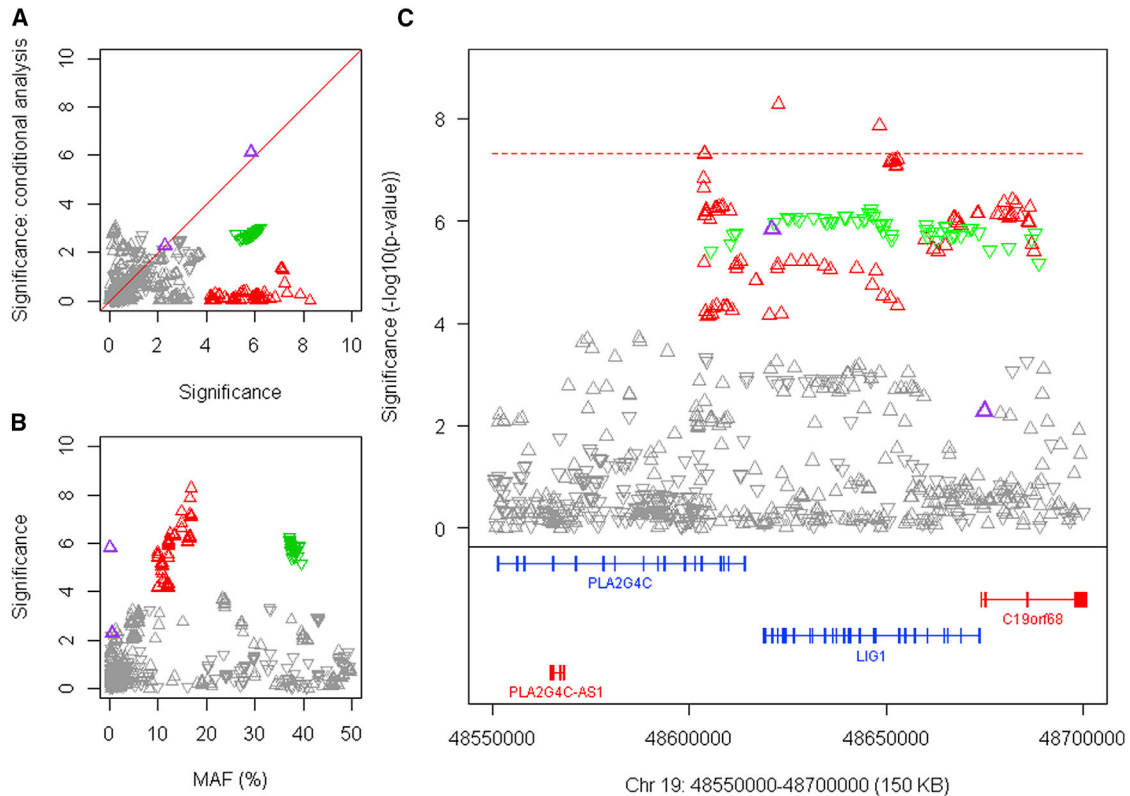 A
Significance: conditional analysis
10
8
6
4
2
0
0 2 4 6 8 10
Significance
B
Significance
10
8
6
4
2
0
0 10 20 30 40 50
MAF (%)
C
Significance (-log10(p-value))
8
6
4
2
0
PLA2G4C
C19orf68
LIG1
PLA2G4C-AS1
48550000 48600000 48650000 48700000
Chr 19: 48550000-48700000 (150 KB)